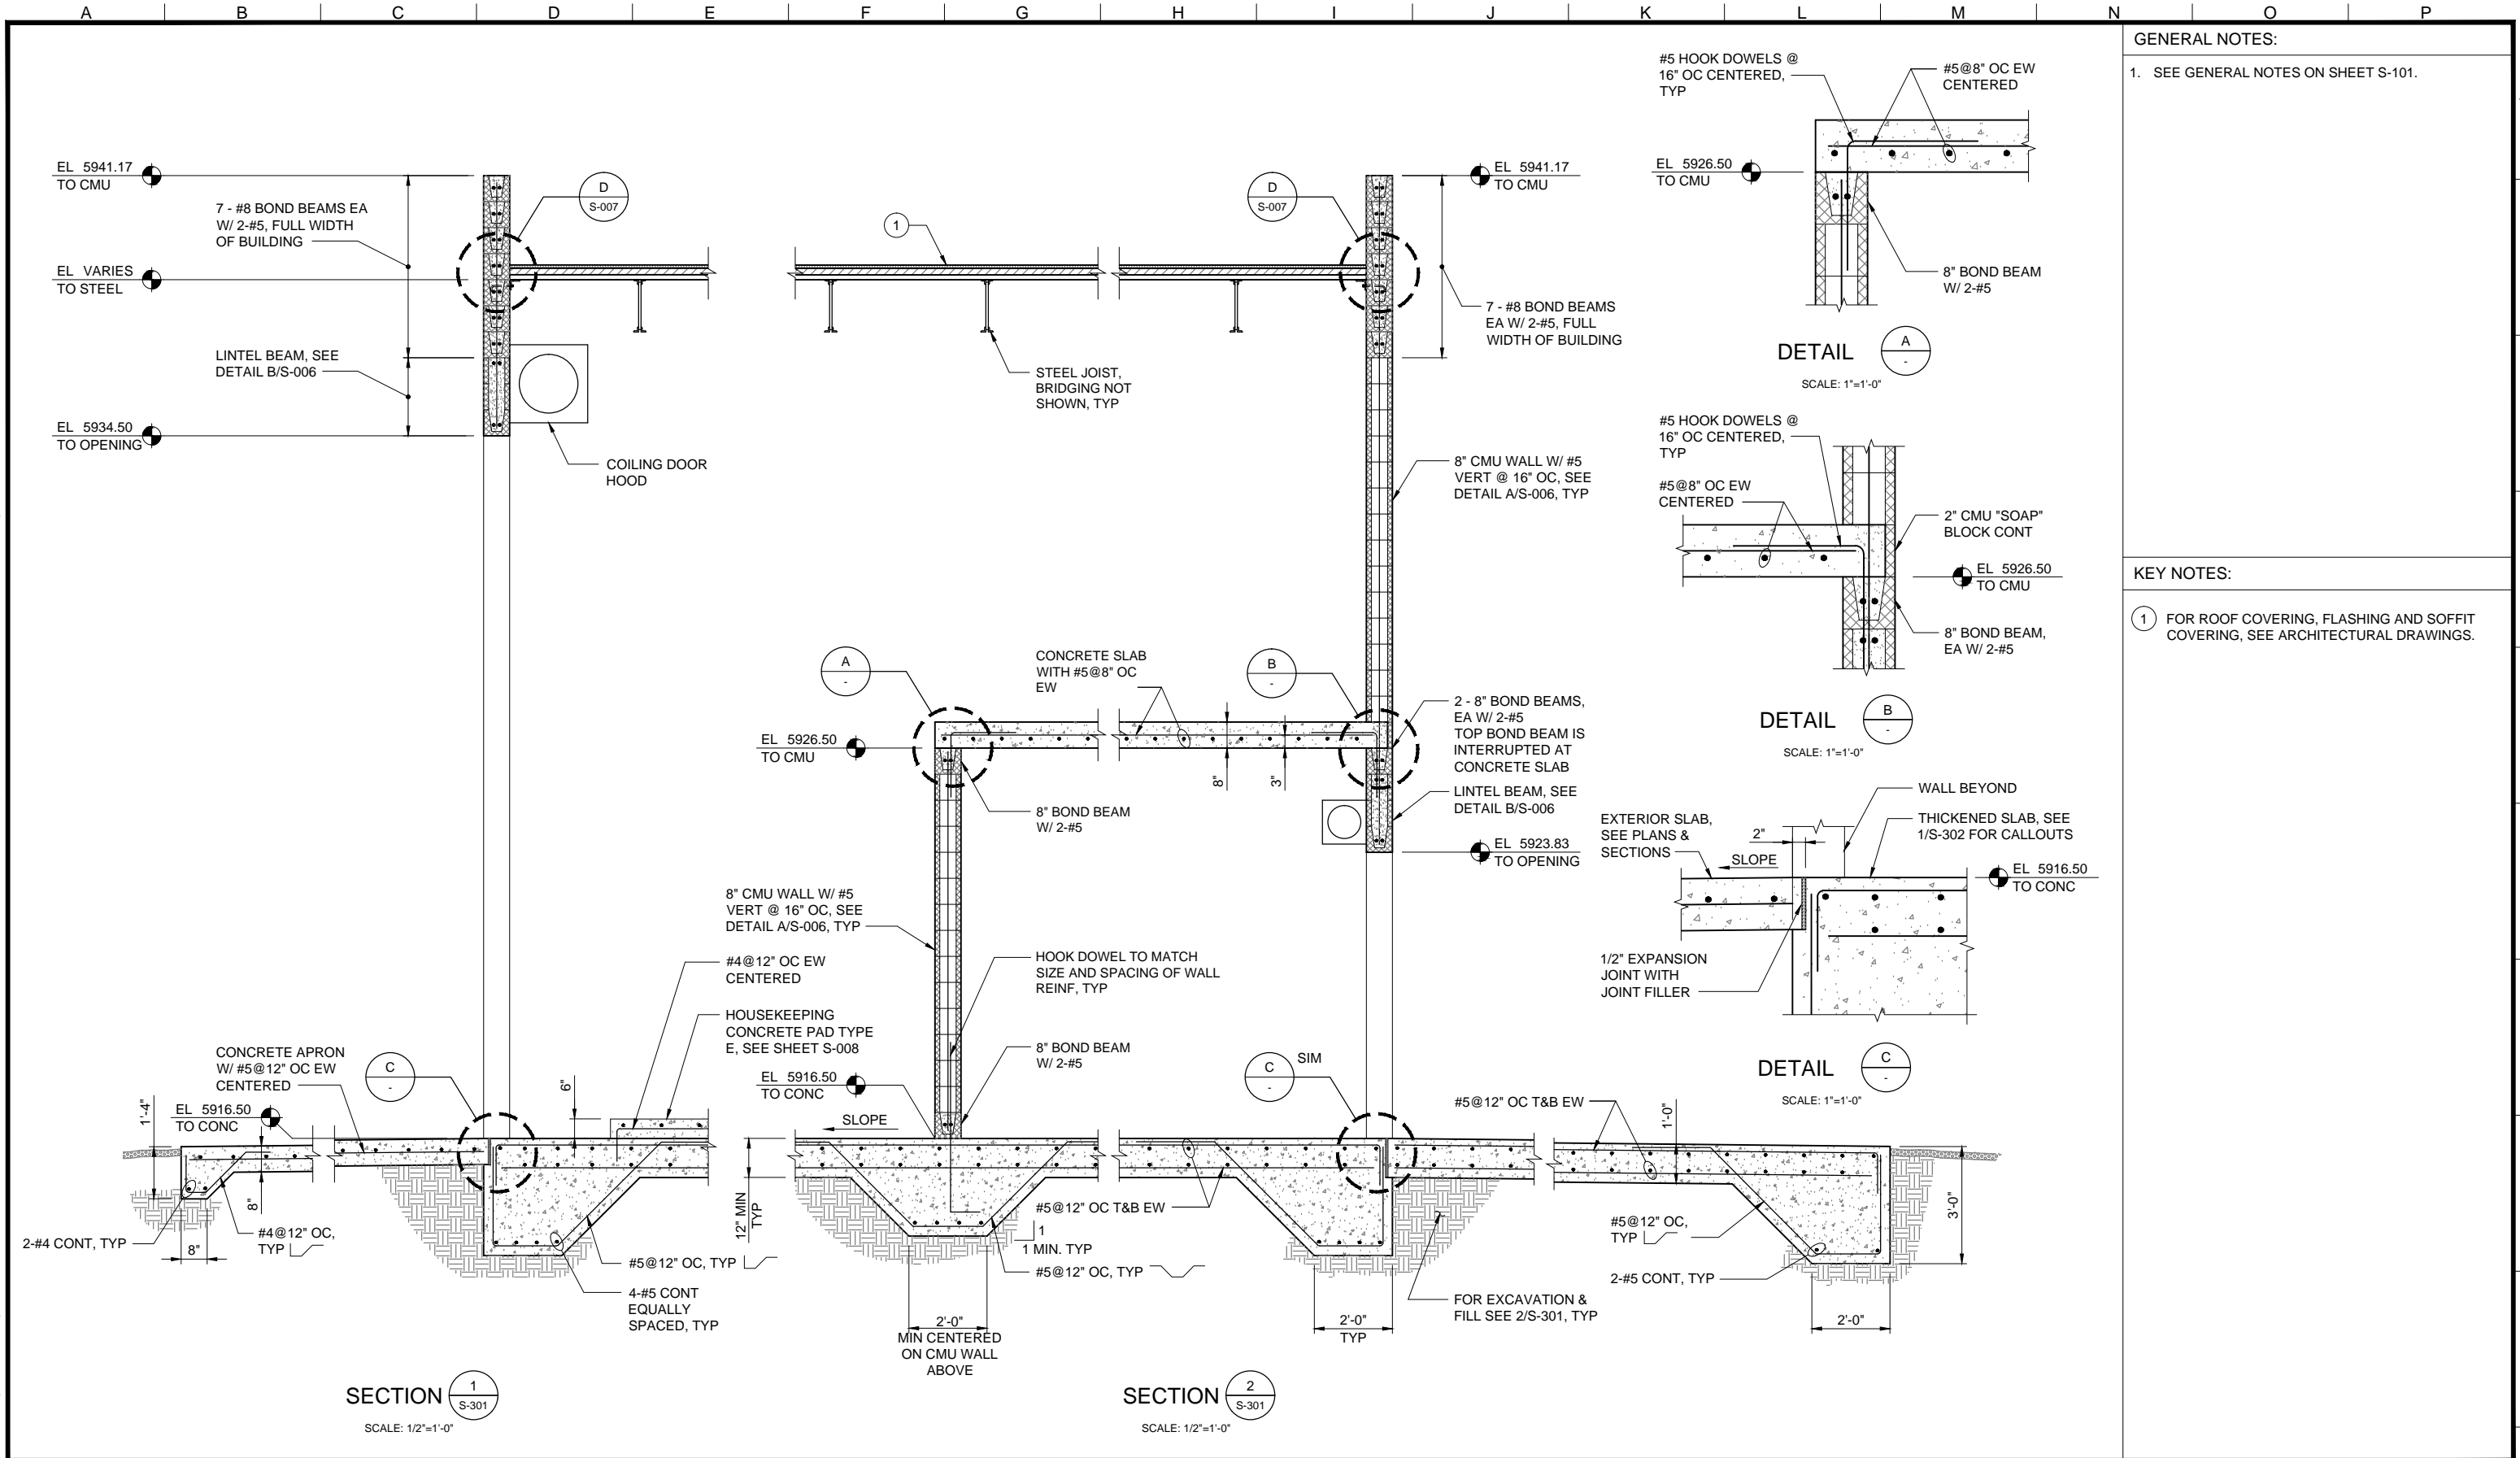 A B C D E F G H I J K L M N O P
GENERAL NOTES:
1. SEE GENERAL NOTES ON SHEET S-101.
KEY NOTES:
1 FOR ROOF COVERING, FLASHING AND SOFFIT
COVERING, SEE ARCHITECTURAL DRAWINGS.
EL 5941.17
TO CMU
7 - #8 BOND BEAMS EA
W/ 2-#5, FULL WIDTH
OF BUILDING
EL VARIES
TO STEEL
LINTEL BEAM, SEE
DETAIL B/S-006
EL 5934.50
TO OPENING
D
S-007
COILING DOOR
HOOD
CONCRETE APRON
W/ #5@12" OC EW
CENTERED
C
-
1'-4"
EL 5916.50
TO CONC
8"
8"
2-#4 CONT, TYP
#4@12" OC,
TYP
6"
#4@12" OC EW
CENTERED
HOUSEKEEPING
CONCRETE PAD TYPE
E, SEE SHEET S-008
#5@12" OC, TYP
4-#5 CONT
EQUALLY
SPACED, TYP
SECTION
1
S-301
SCALE: 1/2"=1'-0"
1
D
S-007
EL 5941.17
TO CMU
7 - #8 BOND BEAMS
EA W/ 2-#5, FULL
WIDTH OF BUILDING
STEEL JOIST,
BRIDGING NOT
SHOWN, TYP
8" CMU WALL W/ #5
VERT @ 16" OC, SEE
DETAIL A/S-006, TYP
A
-
CONCRETE SLAB
WITH #5@8" OC
EW
B
-
2 - 8" BOND BEAMS,
EA W/ 2-#5
TOP BOND BEAM IS
INTERRUPTED AT
CONCRETE SLAB
EL 5926.50
TO CMU
8"
3"
8" BOND BEAM
W/ 2-#5
LINTEL BEAM, SEE
DETAIL B/S-006
EL 5923.83
TO OPENING
8" CMU WALL W/ #5
VERT @ 16" OC, SEE
DETAIL A/S-006, TYP
HOOK DOWEL TO MATCH
SIZE AND SPACING OF WALL
REINF, TYP
8" BOND BEAM
W/ 2-#5
EL 5916.50
TO CONC
SLOPE
C
-
SIM
#5@12" OC T&B EW
1'-0"
12" MIN
TYP
#5@12" OC T&B EW
1
1 MIN. TYP
#5@12" OC, TYP
2'-0"
MIN CENTERED
ON CMU WALL
ABOVE
2'-0"
TYP
#5@12" OC,
TYP
2-#5 CONT, TYP
3'-0"
FOR EXCAVATION &
FILL SEE 2/S-301, TYP
2'-0"
SECTION
2
S-301
SCALE: 1/2"=1'-0"
#5 HOOK DOWELS @
16" OC CENTERED,
TYP
#5@8" OC EW
CENTERED
EL 5926.50
TO CMU
8" BOND BEAM
W/ 2-#5
DETAIL
A
-
SCALE: 1"=1'-0"
#5 HOOK DOWELS @
16" OC CENTERED,
TYP
#5@8" OC EW
CENTERED
2" CMU "SOAP"
BLOCK CONT
EL 5926.50
TO CMU
8" BOND BEAM,
EA W/ 2-#5
DETAIL
B
-
SCALE: 1"=1'-0"
WALL BEYOND
EXTERIOR SLAB,
SEE PLANS &
SECTIONS
2"
THICKENED SLAB, SEE
1/S-302 FOR CALLOUTS
SLOPE
EL 5916.50
TO CONC
1/2" EXPANSION
JOINT WITH
JOINT FILLER
DETAIL
C
-
SCALE: 1"=1'-0"